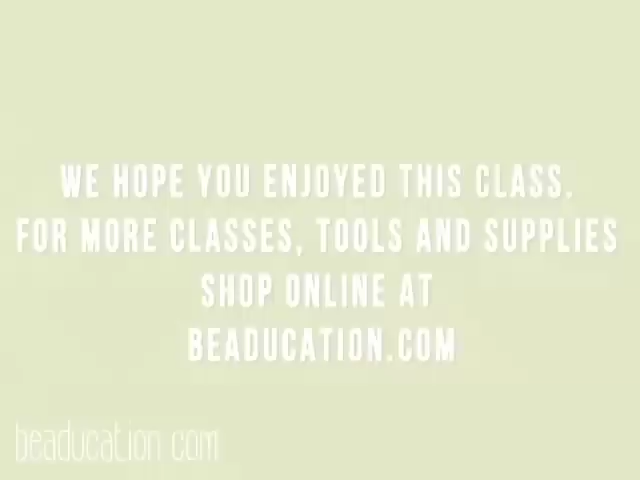 WE HOPE YOU ENJOYED THIS CLASS.
FOR MORE CLASSES, TOOLS AND SUPPLIES
SHOP ONLINE AT
BEADUCATION.COM
beaducation.com